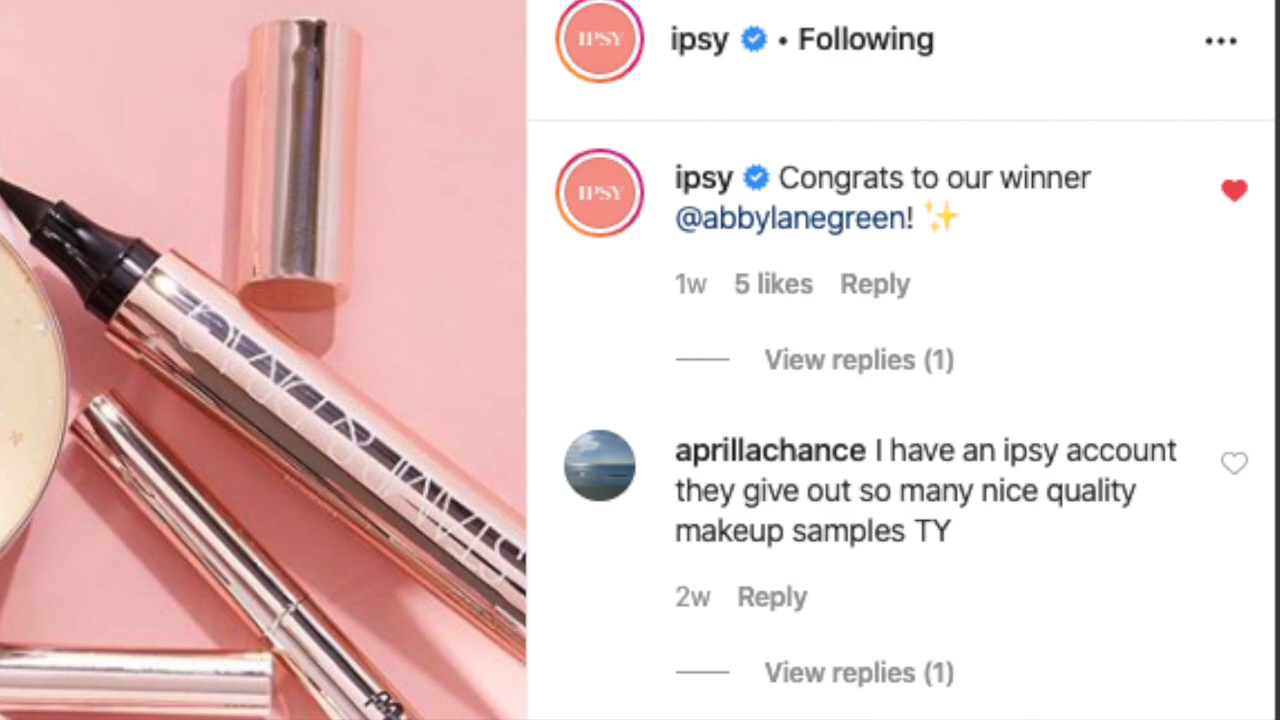 IPSY
ipsy • Following
IPSY
ipsy Congrats to our winner
@abbylanegreen! ✨
1w 5 likes Reply
View replies (1)
aprillachance I have an ipsy account
they give out so many nice quality
makeup samples TY
2w Reply
View replies (1)